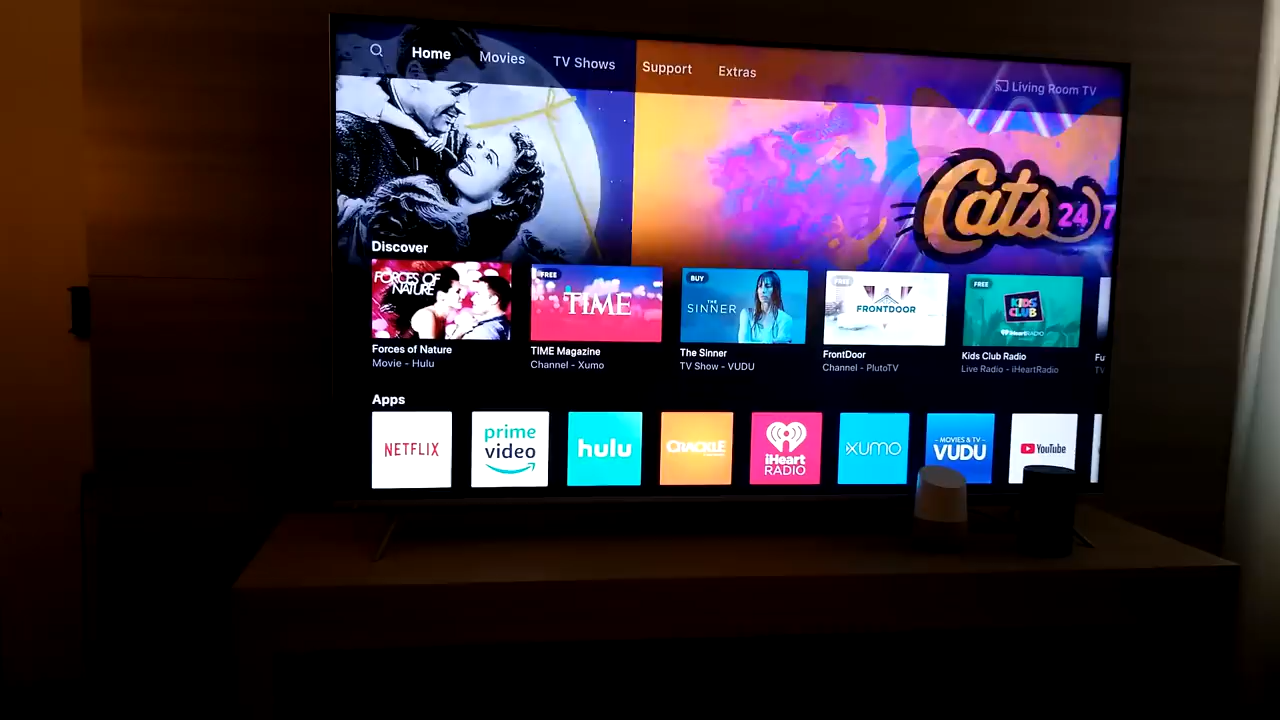 Home Movies TV Shows Support Extras
Living Room TV
Cats 24/7
Discover
FORCES OF NATURE
FREE
TIME
BUY
THE SINNER
FREE
FRONTDOOR
FREE
KIDS CLUB
iHeartRADIO
Forces of Nature
Movie - Hulu
TIME Magazine
Channel - Xumo
The Sinner
TV Show - VUDU
FrontDoor
Channel - PlutoTV
Kids Club Radio
Live Radio - iHeartRadio
Fu
TV
Apps
NETFLIX
prime
video
hulu
CRACKLE
iHeart
RADIO
XUMO
- MOVIES & TV -
VUDU
YouTube